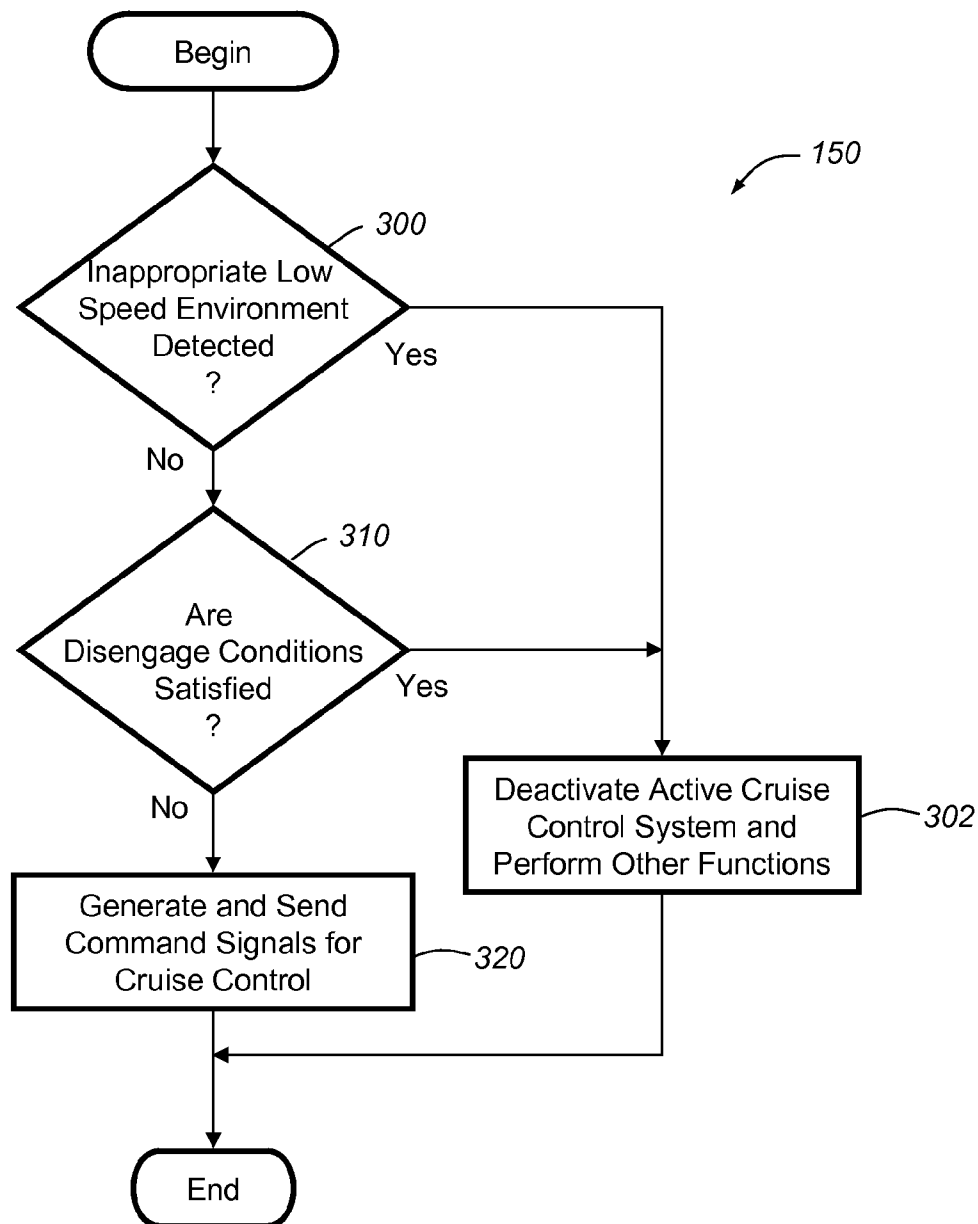 Begin
150
300
Inappropriate Low
Speed Environment
Detected
?
Yes
No
310
Are
Disengage Conditions
Satisfied
?
Yes
No
Deactivate Active Cruise
Control System and
Perform Other Functions
302
Generate and Send
Command Signals for
Cruise Control
320
End